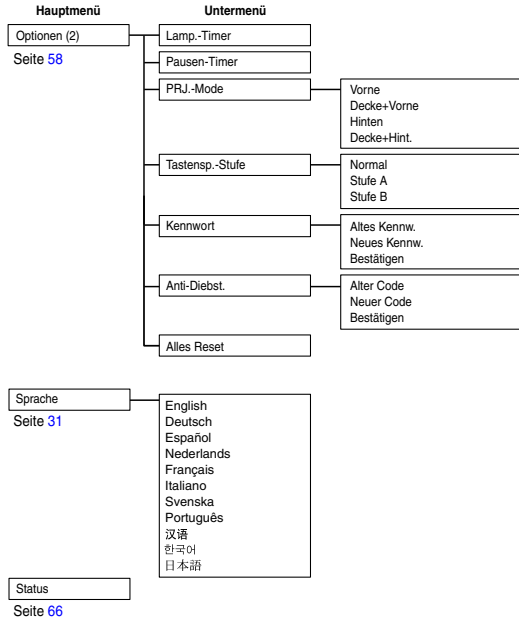 Hauptmenü
Untermenü
Optionen (2)
Seite 58
Lamp.-Timer
Pausen-Timer
PRJ.-Mode
Vorne
Decke+Vorne
Hinten
Decke+Hint.
Tastensp.-Stufe
Normal
Stufe A
Stufe B
Kennwort
Altes Kennw.
Neues Kennw.
Bestätigen
Anti-Diebst.
Alter Code
Neuer Code
Bestätigen
Alles Reset
Sprache
Seite 31
English
Deutsch
Español
Nederlands
Français
Italiano
Svenska
Português
汉语
한국어
日本語
Status
Seite 66